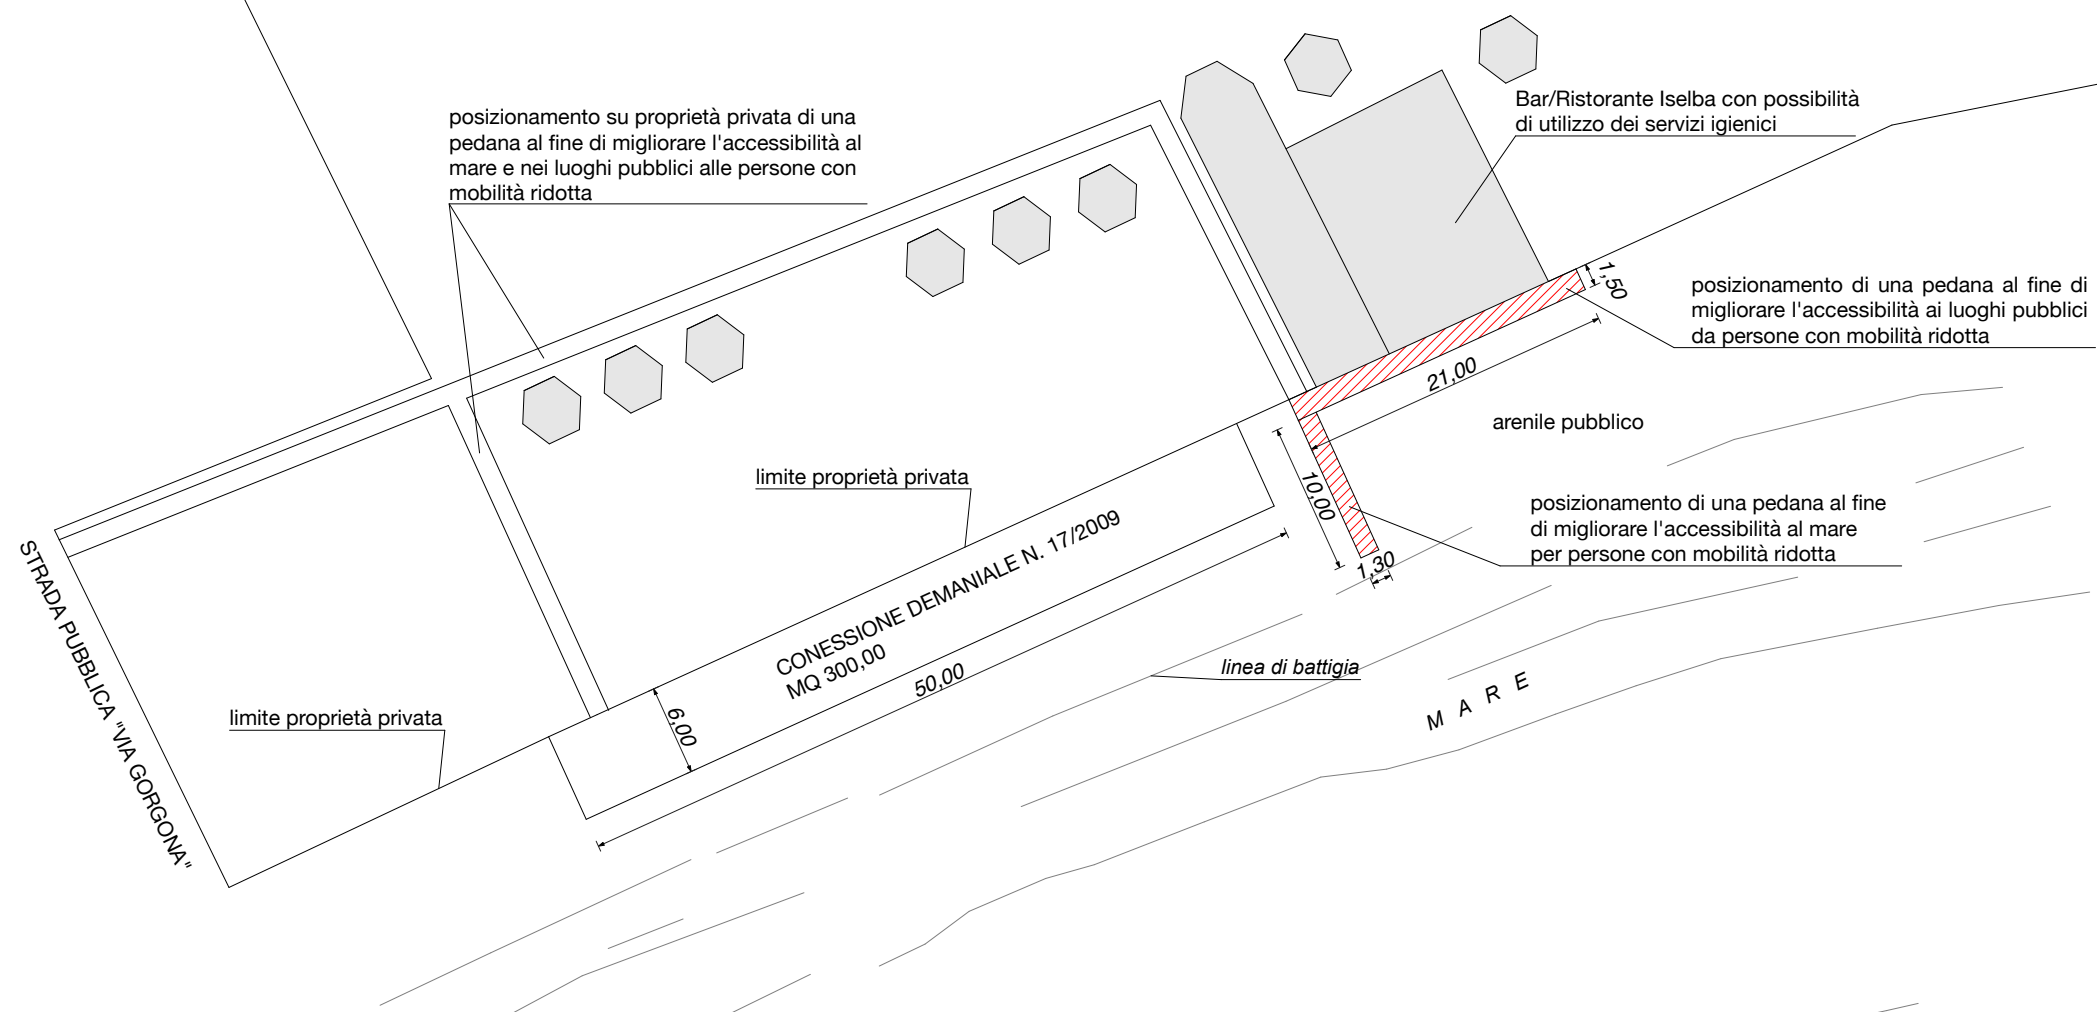 posizionamento su proprietà privata di una
pedana al fine di migliorare l'accessibilità al
mare e nei luoghi pubblici alle persone con
mobilità ridotta
Bar/Ristorante Iselba con possibilità
di utilizzo dei servizi igienici
1,50
posizionamento di una pedana al fine di
migliorare l'accessibilità ai luoghi pubblici
da persone con mobilità ridotta
21,00
arenile pubblico
limite proprietà privata
10,00
posizionamento di una pedana al fine
di migliorare l'accessibilità al mare
per persone con mobilità ridotta
1,30
CONESSIONE DEMANIALE N. 17/2009
MQ 300,00
50,00
6,00
linea di battigia
MARE
limite proprietà privata
STRADA PUBBLICA "VIA GORGONA"